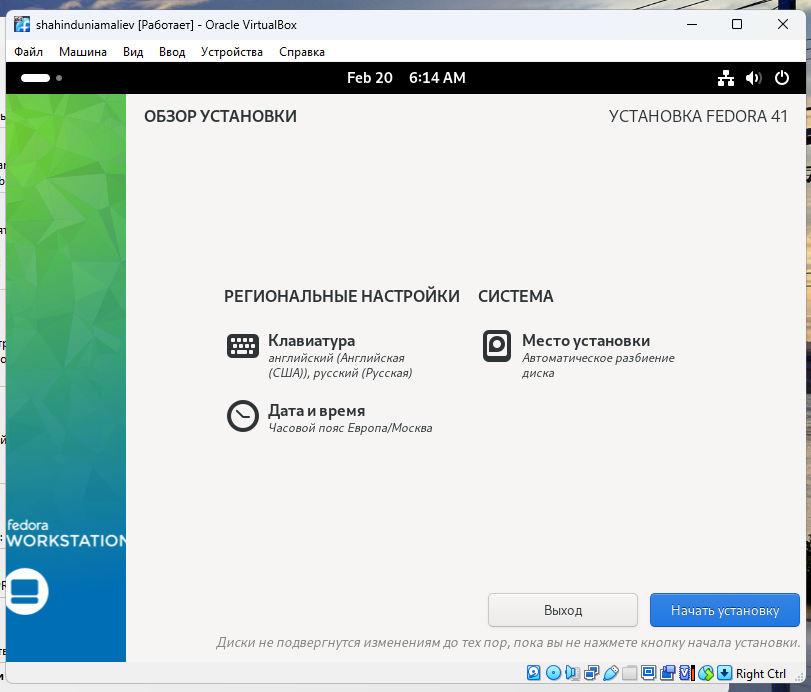 shahinduniamaliev [Работает] - Oracle VirtualBox
Файл Машина Вид Ввод Устройства Справка
Feb 20 6:14 AM
ОБЗОР УСТАНОВКИ
УСТАНОВКА FEDORA 41
РЕГИОНАЛЬНЫЕ НАСТРОЙКИ
Клавиатура
английский (Английская
(США)), русский (Русская)
Дата и время
Часовой пояс Европа/Москва
СИСТЕМА
Место установки
Автоматическое разбиение
диска
fedora
WORKSTATION
Выход
Начать установку
Диски не подвергнутся изменениям до тех пор, пока вы не нажмете кнопку начала установки.
Right Ctrl